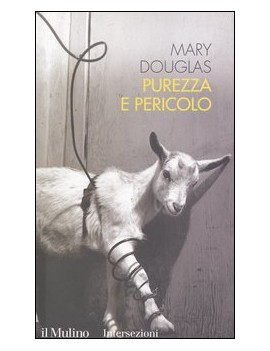 MARY
DOUGLAS
PUREZZA
E PERICOLO
il Mulino Intersezioni